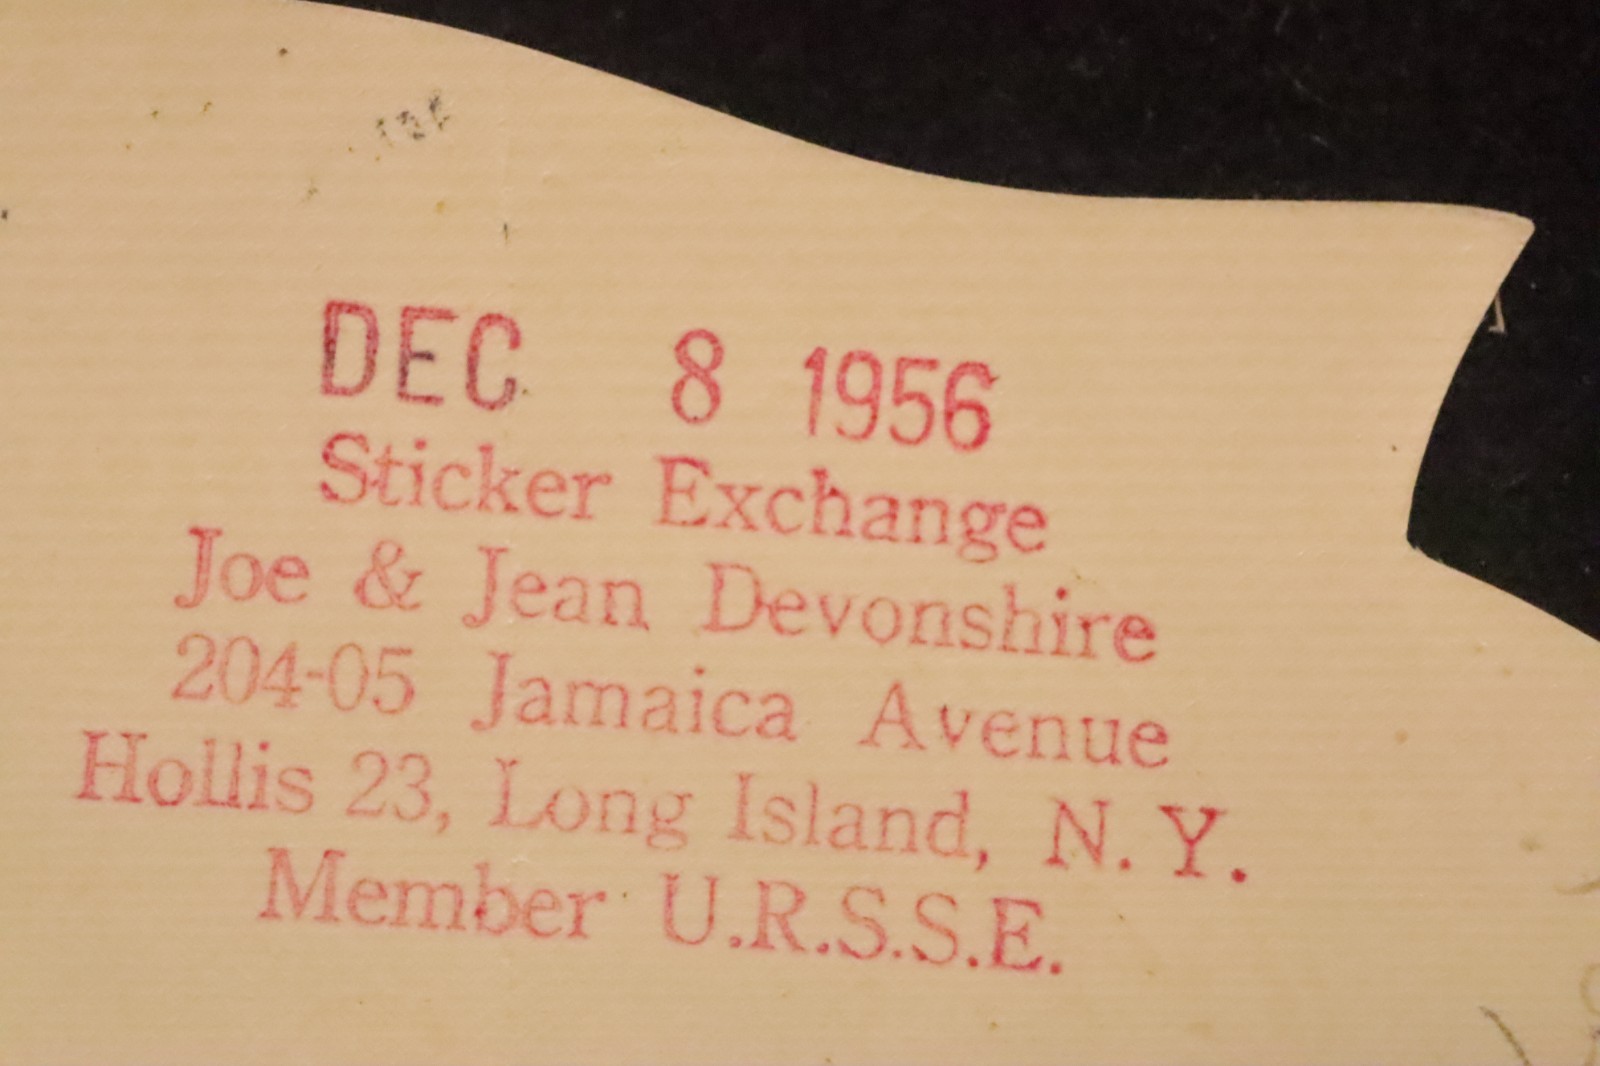 DEC 8 1956
Sticker Exchange
Joe & Jean Devonshire
204-05 Jamaica Avenue
Hollis 23, Long Island, N. Y.
Member U.R.S.S.E.